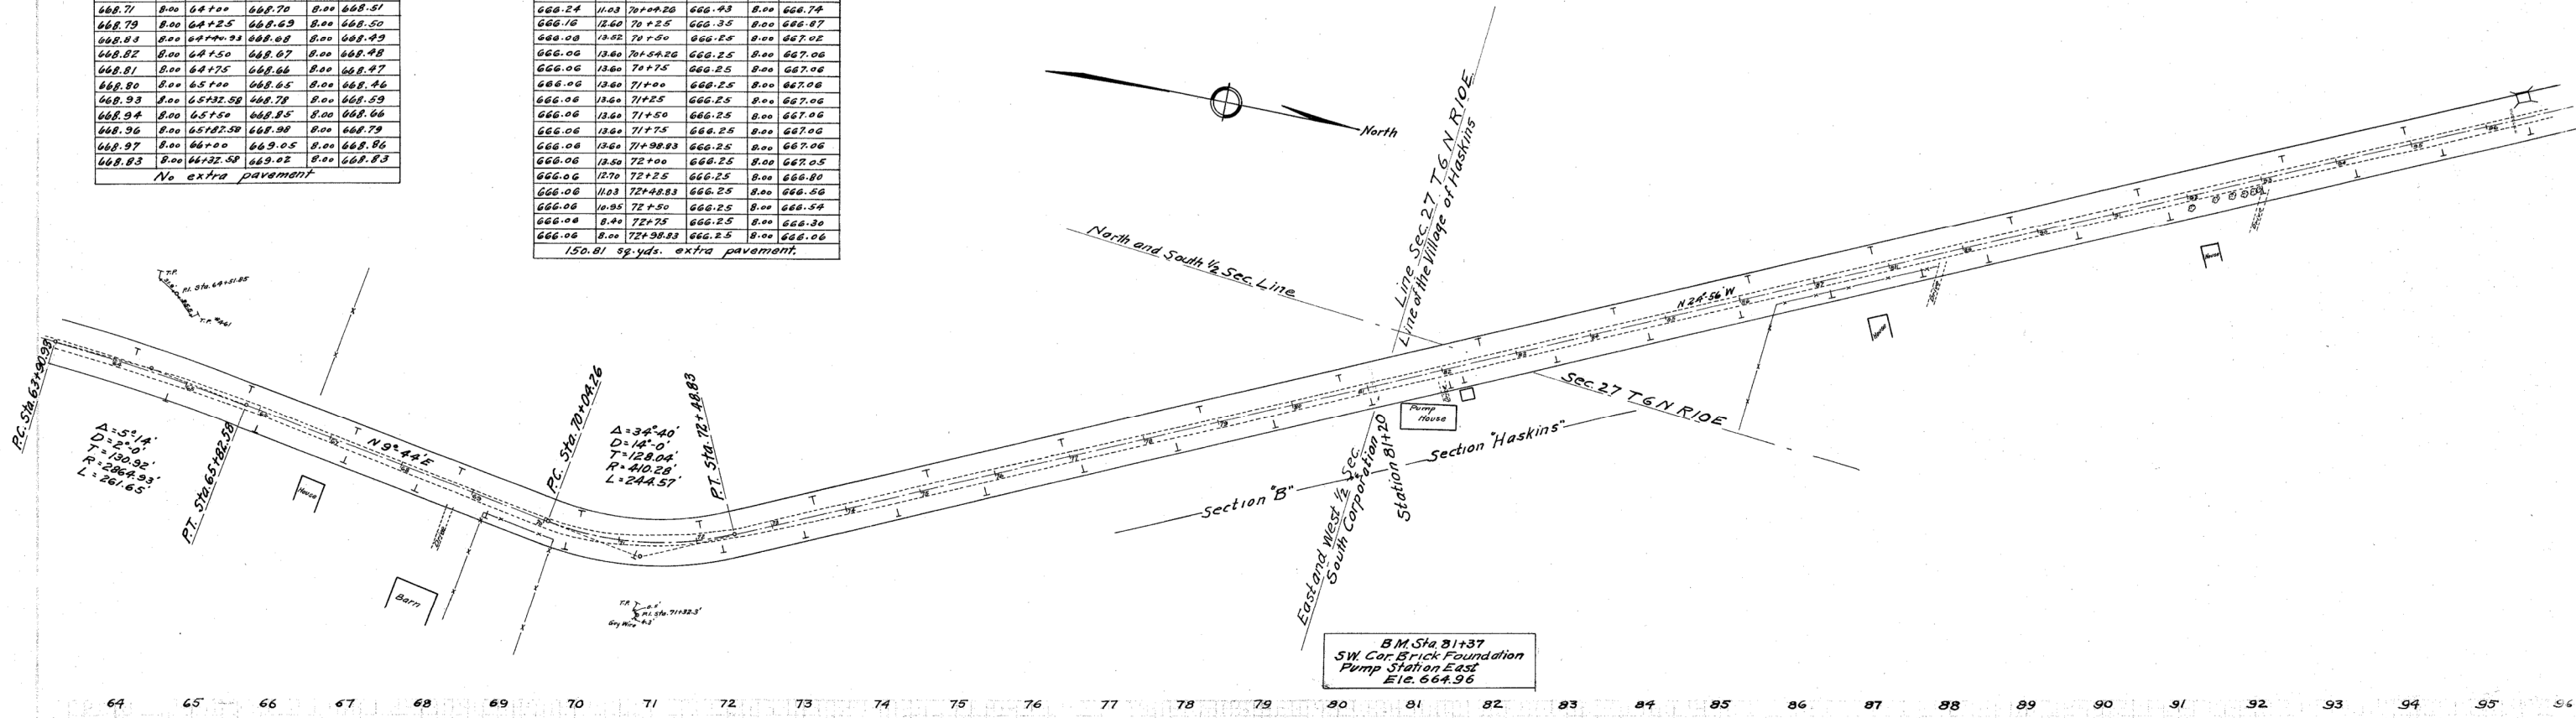 668.71 8.00 64+00 668.70 8.00 668.51
668.79 8.00 64+25 668.69 8.00 668.50
668.83 8.00 64+40.93 668.68 8.00 668.49
668.82 8.00 64+50 668.67 8.00 668.48
668.81 8.00 64+75 668.66 8.00 668.47
668.80 8.00 65+00 668.65 8.00 668.46
668.93 8.00 65+32.58 668.78 8.00 668.59
668.94 8.00 65+50 668.85 8.00 668.66
668.96 8.00 65+82.58 668.98 8.00 668.79
668.97 8.00 66+00 669.05 8.00 668.86
668.83 8.00 66+32.58 669.02 8.00 668.83
No extra pavement
666.24 11.03 70+04.26 666.43 8.00 666.74
666.16 12.60 70+25 666.35 8.00 666.87
666.08 13.52 70+50 666.25 8.00 667.02
666.06 13.60 70+54.26 666.25 8.00 667.06
666.06 13.60 70+75 666.25 8.00 667.06
666.06 13.60 71+00 666.25 8.00 667.06
666.06 13.60 71+25 666.25 8.00 667.06
666.06 13.60 71+50 666.25 8.00 667.06
666.06 13.60 71+75 666.25 8.00 667.06
666.06 13.60 71+98.83 666.25 8.00 667.06
666.06 13.50 72+00 666.25 8.00 667.05
666.06 12.70 72+25 666.25 8.00 666.80
666.06 11.03 72+48.83 666.25 8.00 666.56
666.06 10.95 72+50 666.25 8.00 666.54
666.06 8.40 72+75 666.25 8.00 666.30
666.06 8.00 72+98.83 666.25 8.00 666.06
150.81 sq.yds. extra pavement.
North
Line Sec. 27 T 6 N R10E
Line of the Village of Haskins
North and South 1/2 Sec. Line
N 24°-56' W
T.P.
P.I. Sta. 64+51.85
T.P. #461
P.C. Sta. 63+90.93
Δ=5°-14'
D=2°-0'
T=130.92'
R=2864.93'
L=261.65'
P.T. Sta. 65+82.58
N 9°-44' E
House
Barn
P.C. Sta. 70+04.26
Δ=34°-40'
D=14°-0'
T=128.04'
R=410.28'
L=244.57'
P.T. Sta. 72+48.83
T.P.
P.I. Sta. 71+32.3'
Guy Wire
Pump
House
Sec. 27 T 6 N R10E
Section "B"
Section "Haskins"
East and West 1/2 Sec.
South Corporation
Station 81+20
House
House
B.M. Sta. 81+37
SW. Cor. Brick Foundation
Pump Station East
Ele. 664.96
64 65 66 67 68 69 70 71 72 73 74 75 76 77 78 79 80 81 82 83 84 85 86 87 88 89 90 91 92 93 94 95 96